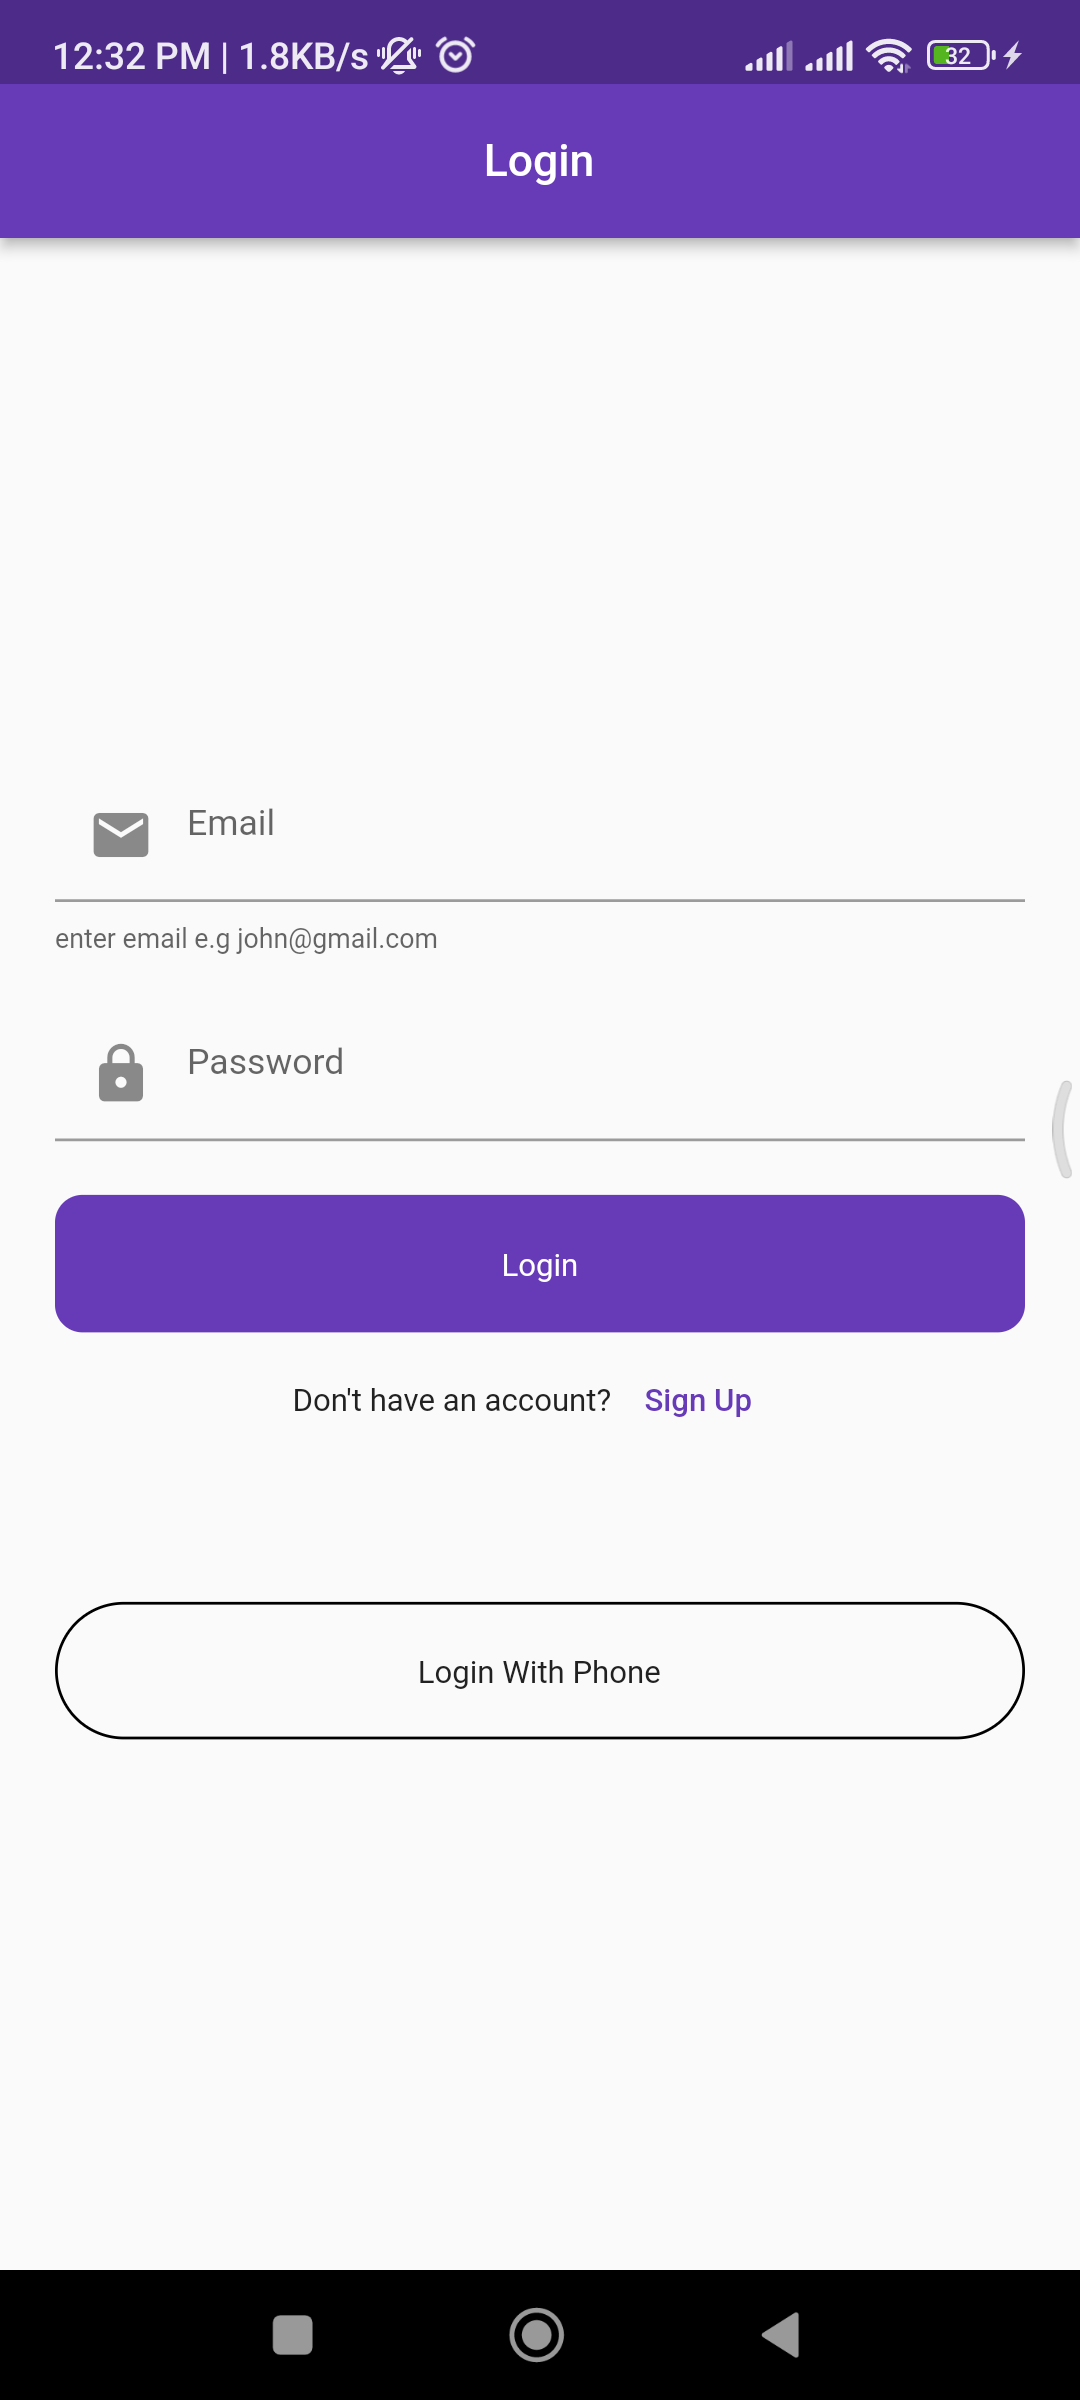 12:32 PM | 1.8KB/s
32
Login
Email
enter email e.g john@gmail.com
Password
Login
Don't have an account? Sign Up
Login With Phone